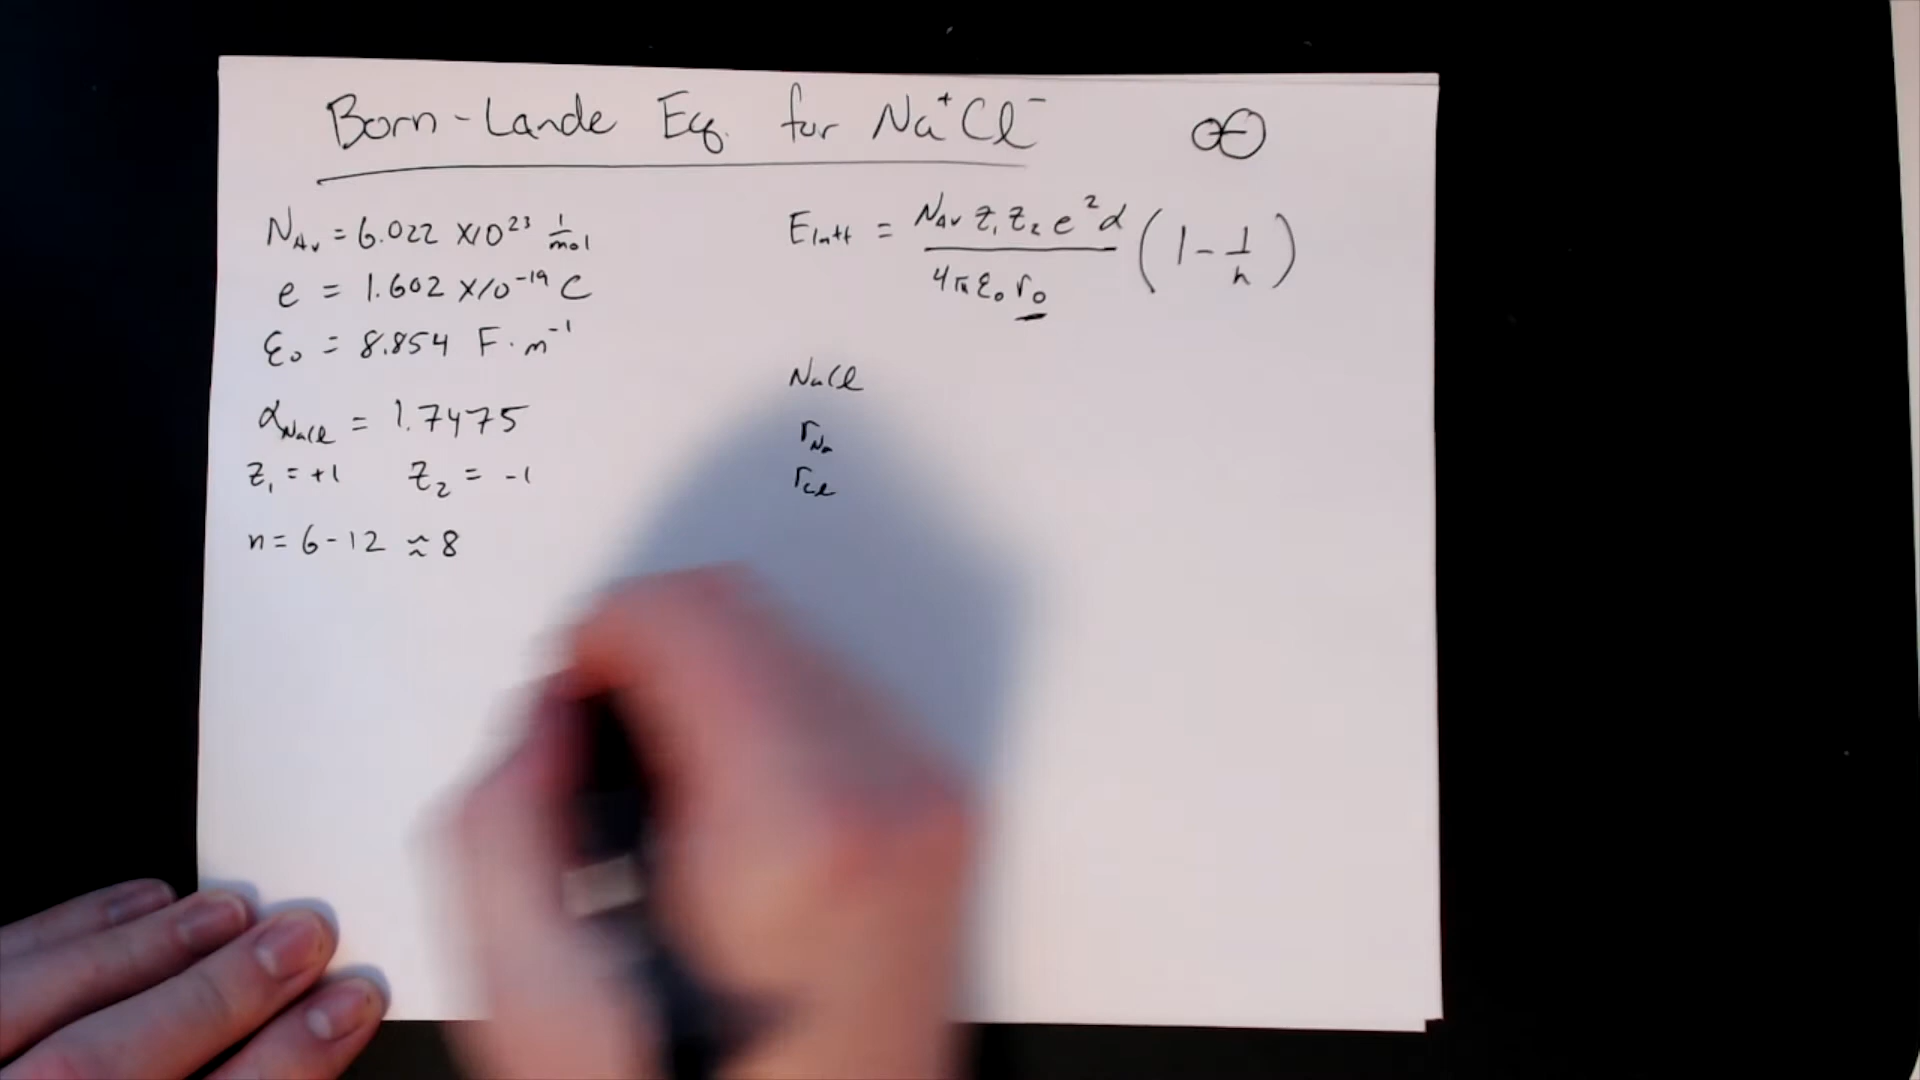 Born-Lande Eq. for Na⁺Cl⁻
N_Av = 6.022 x10²³ 1/mol
e = 1.602 x10⁻¹⁹ C
ε₀ = 8.854 F·m⁻¹
α_NaCl = 1.7475
z₁ = +1 z₂ = -1
n = 6-12 ≈ 8
E_latt = N_Av z₁ z₂ e² α / 4πε₀ r₀ (1 - 1/n)
NaCl
r_Na
r_Cl